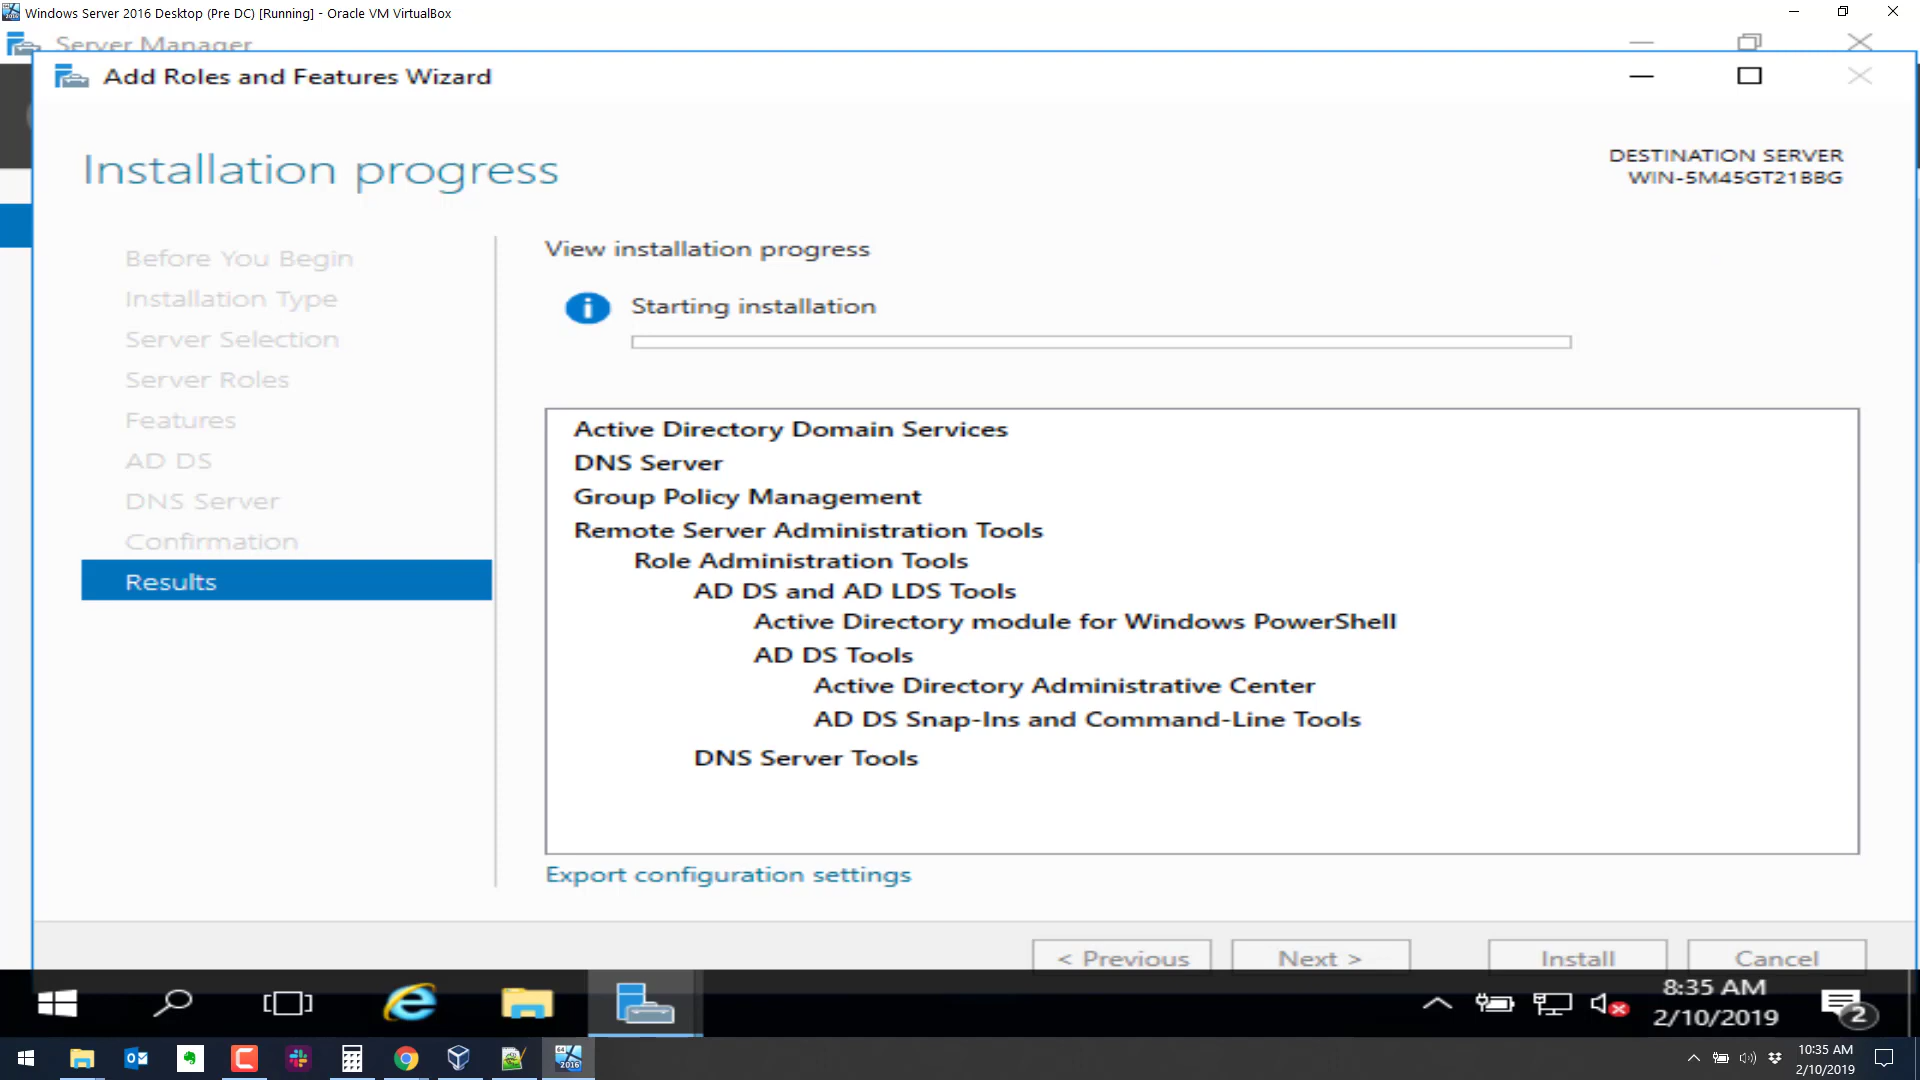 Windows Server 2016 Desktop (Pre DC) [Running] - Oracle VM VirtualBox
Server Manager
Add Roles and Features Wizard
Installation progress
DESTINATION SERVER
WIN-5M45GT21BBG
Before You Begin
Installation Type
Server Selection
Server Roles
Features
AD DS
DNS Server
Confirmation
Results
View installation progress
Starting installation
Active Directory Domain Services
DNS Server
Group Policy Management
Remote Server Administration Tools
Role Administration Tools
AD DS and AD LDS Tools
Active Directory module for Windows PowerShell
AD DS Tools
Active Directory Administrative Center
AD DS Snap-Ins and Command-Line Tools
DNS Server Tools
Export configuration settings
< Previous
Next >
Install
Cancel
8:35 AM
2/10/2019
2
2016
10:35 AM
2/10/2019